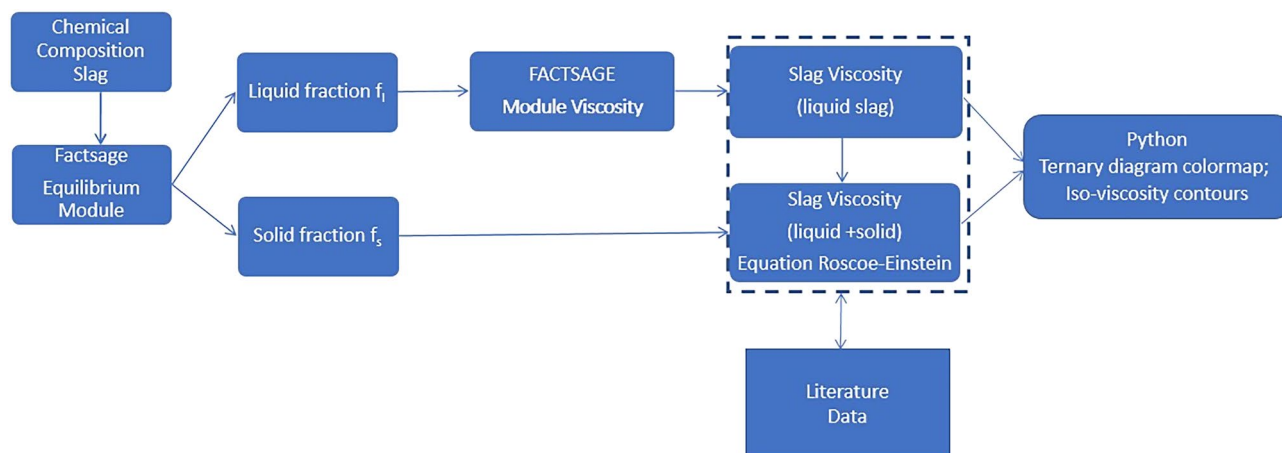 Chemical
Composition
Slag
Factsage
Equilibrium
Module
Liquid fraction fₗ
Solid fraction fₛ
FACTSAGE
Module Viscosity
Slag Viscosity
(liquid slag)
Slag Viscosity
(liquid +solid)
Equation Roscoe-Einstein
Literature
Data
Python
Ternary diagram colormap;
Iso-viscosity contours